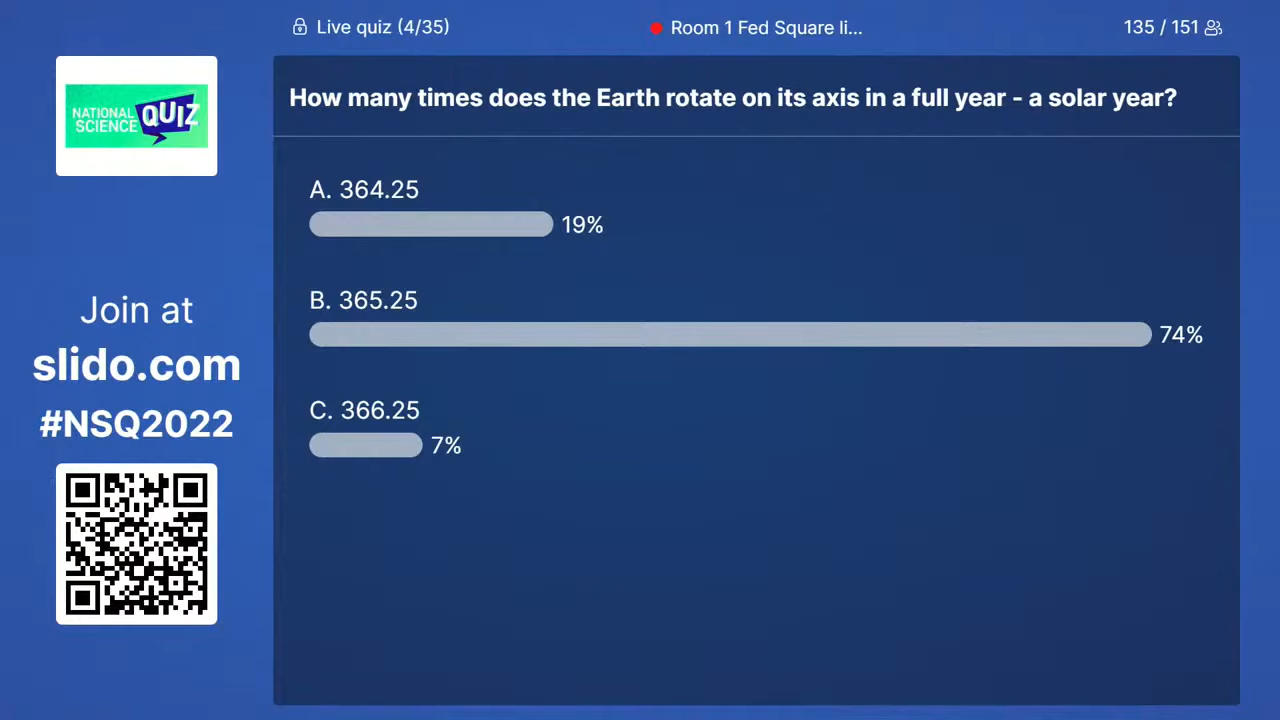 Live quiz (4/35)
Room 1 Fed Square li...
135 / 151
NATIONAL
SCIENCE
QUIZ
How many times does the Earth rotate on its axis in a full year - a solar year?
A. 364.25
19%
B. 365.25
74%
C. 366.25
7%
Join at
slido.com
#NSQ2022